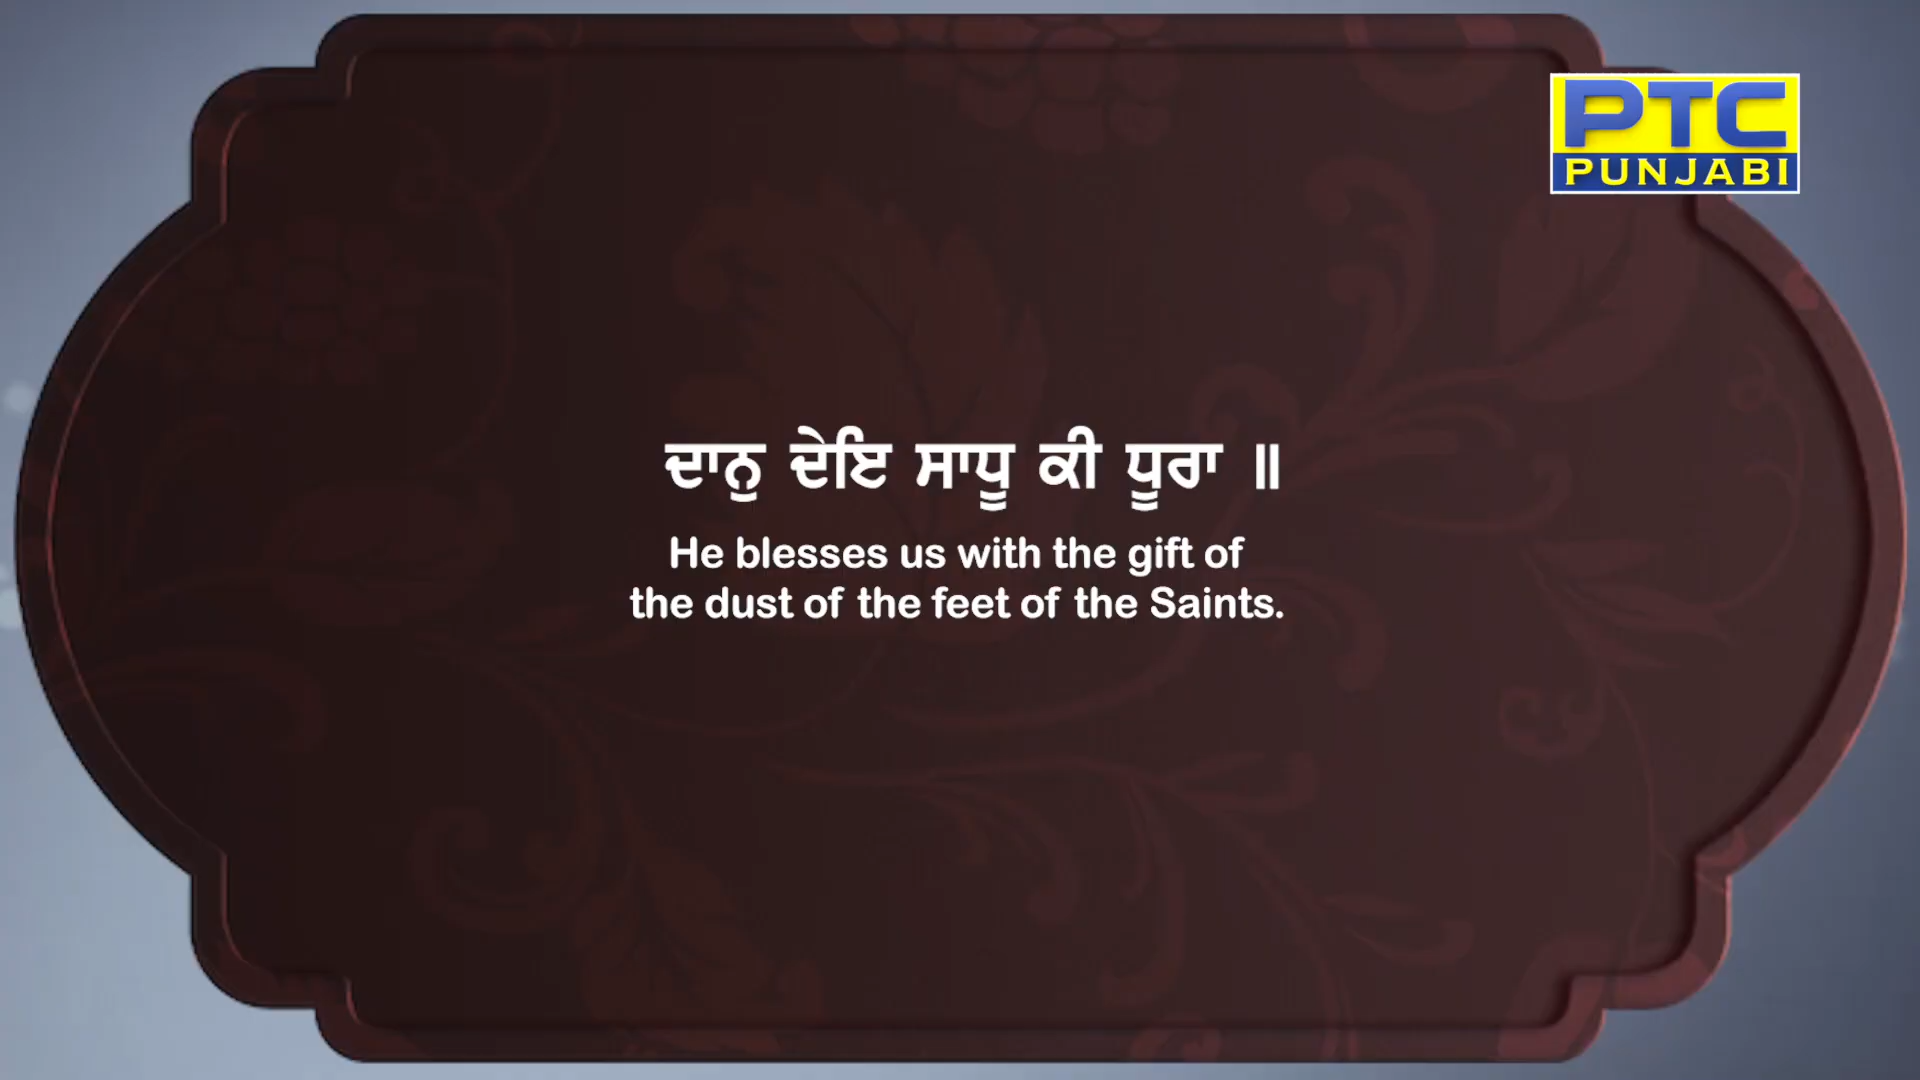 PTC
PUNJABI
ਦਾਨੁ ਦੇਇ ਸਾਧੂ ਕੀ ਧੂਰਾ ॥
He blesses us with the gift of
the dust of the feet of the Saints.